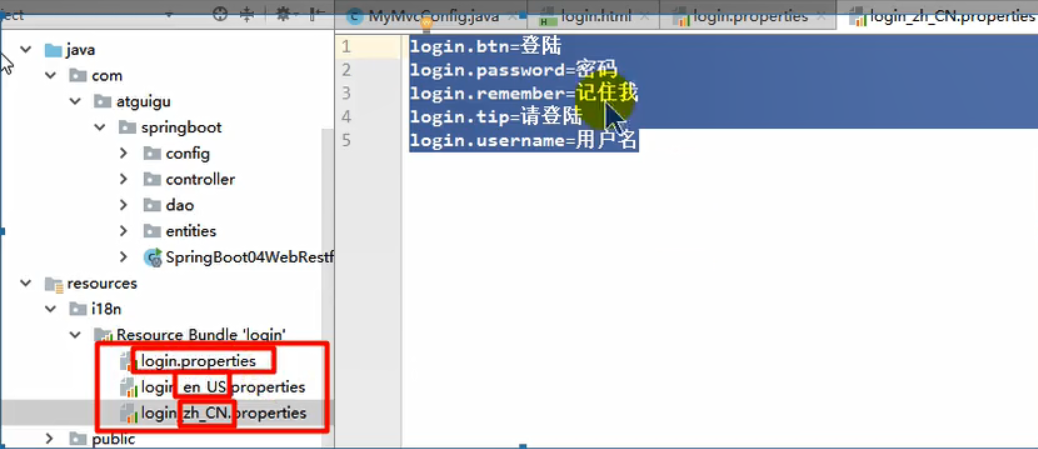 ject
MyMvcConfig.java
login.html
login.properties
login_zh_CN.properties
java
com
atguigu
springboot
config
controller
dao
entities
SpringBoot04WebRestf
resources
i18n
Resource Bundle 'login'
login.properties
login_en_US.properties
login_zh_CN.properties
public
1 login.btn=登陆
2 login.password=密码
3 login.remember=记住我
4 login.tip=请登陆
5 login.username=用户名